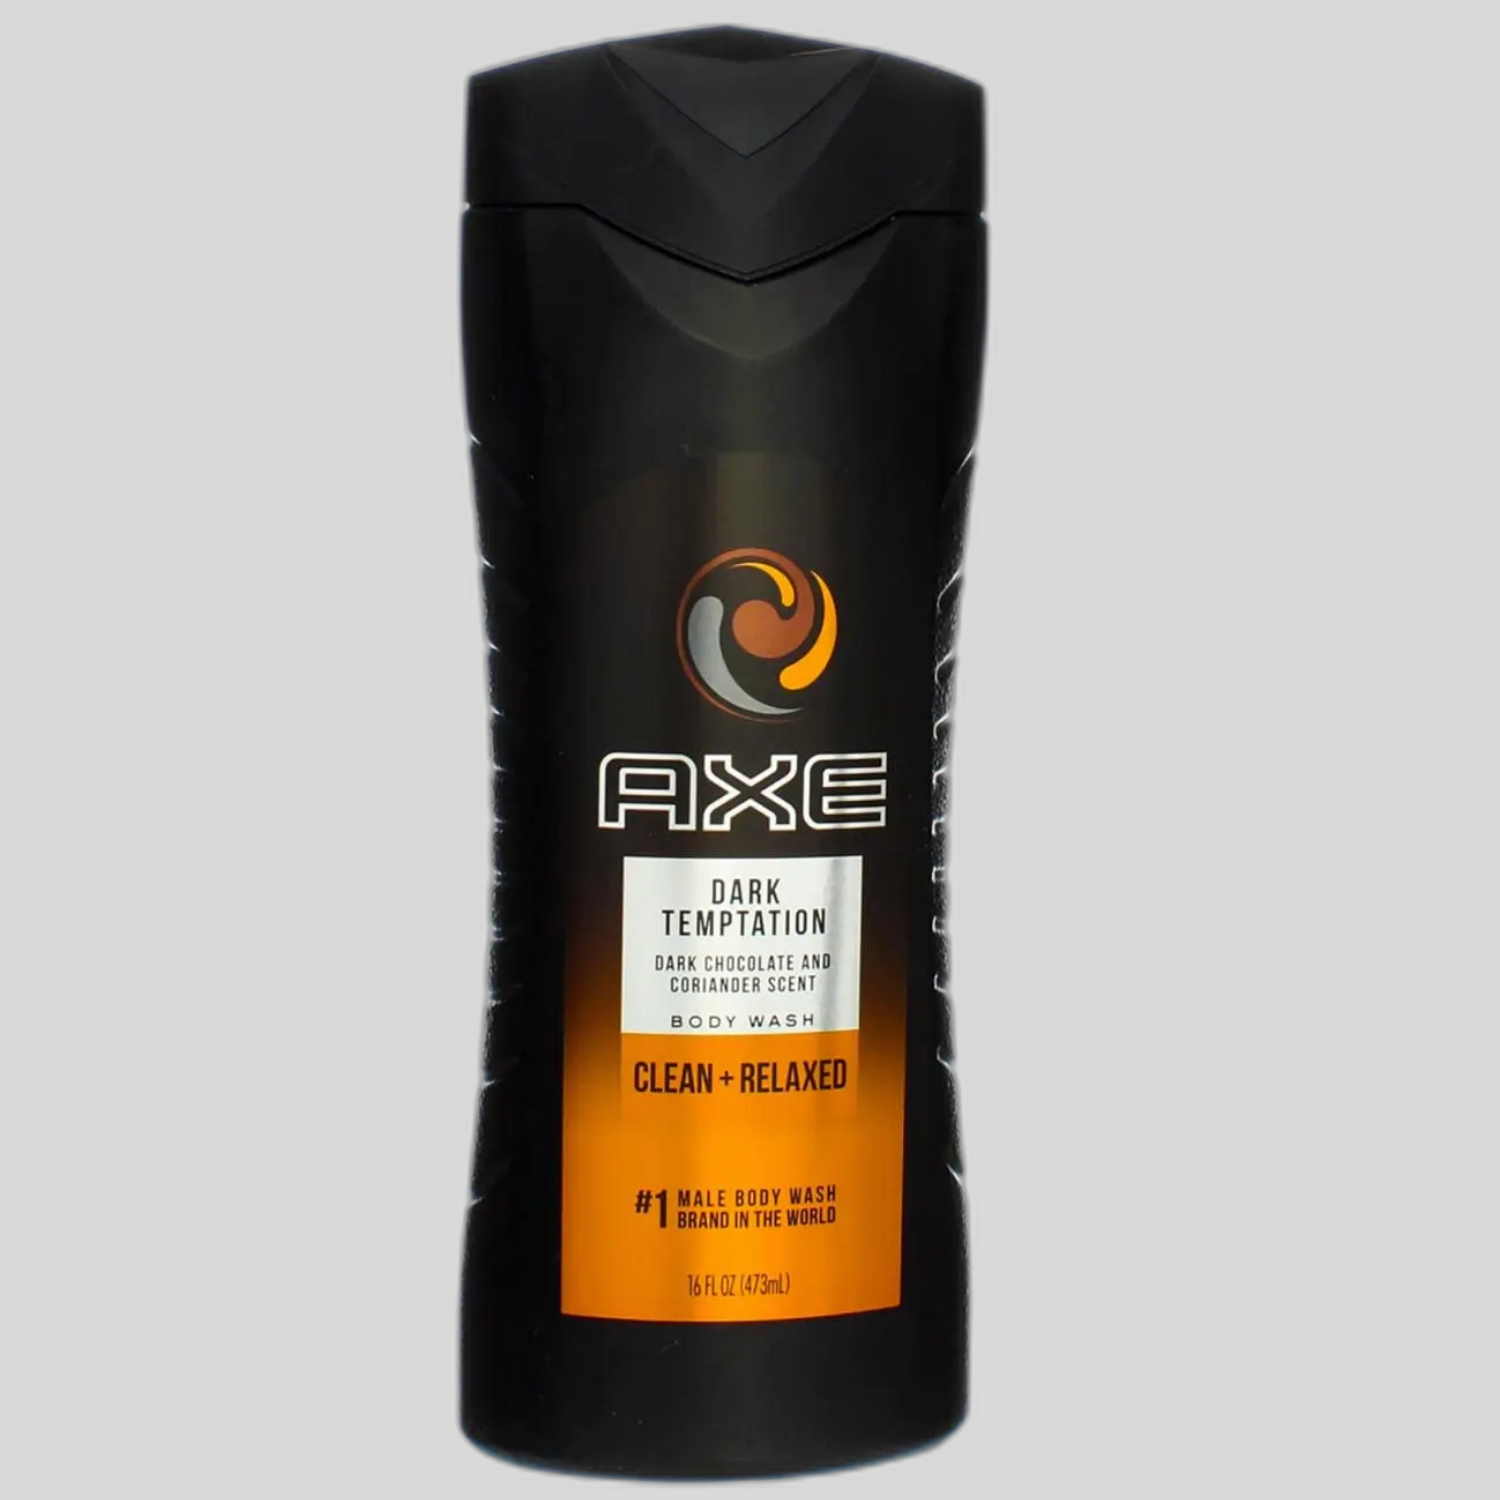 AXE
DARK
TEMPTATION
DARK CHOCOLATE AND
CORIANDER SCENT
BODY WASH
CLEAN + RELAXED
#1 MALE BODY WASH
BRAND IN THE WORLD
16 FL OZ (473mL)